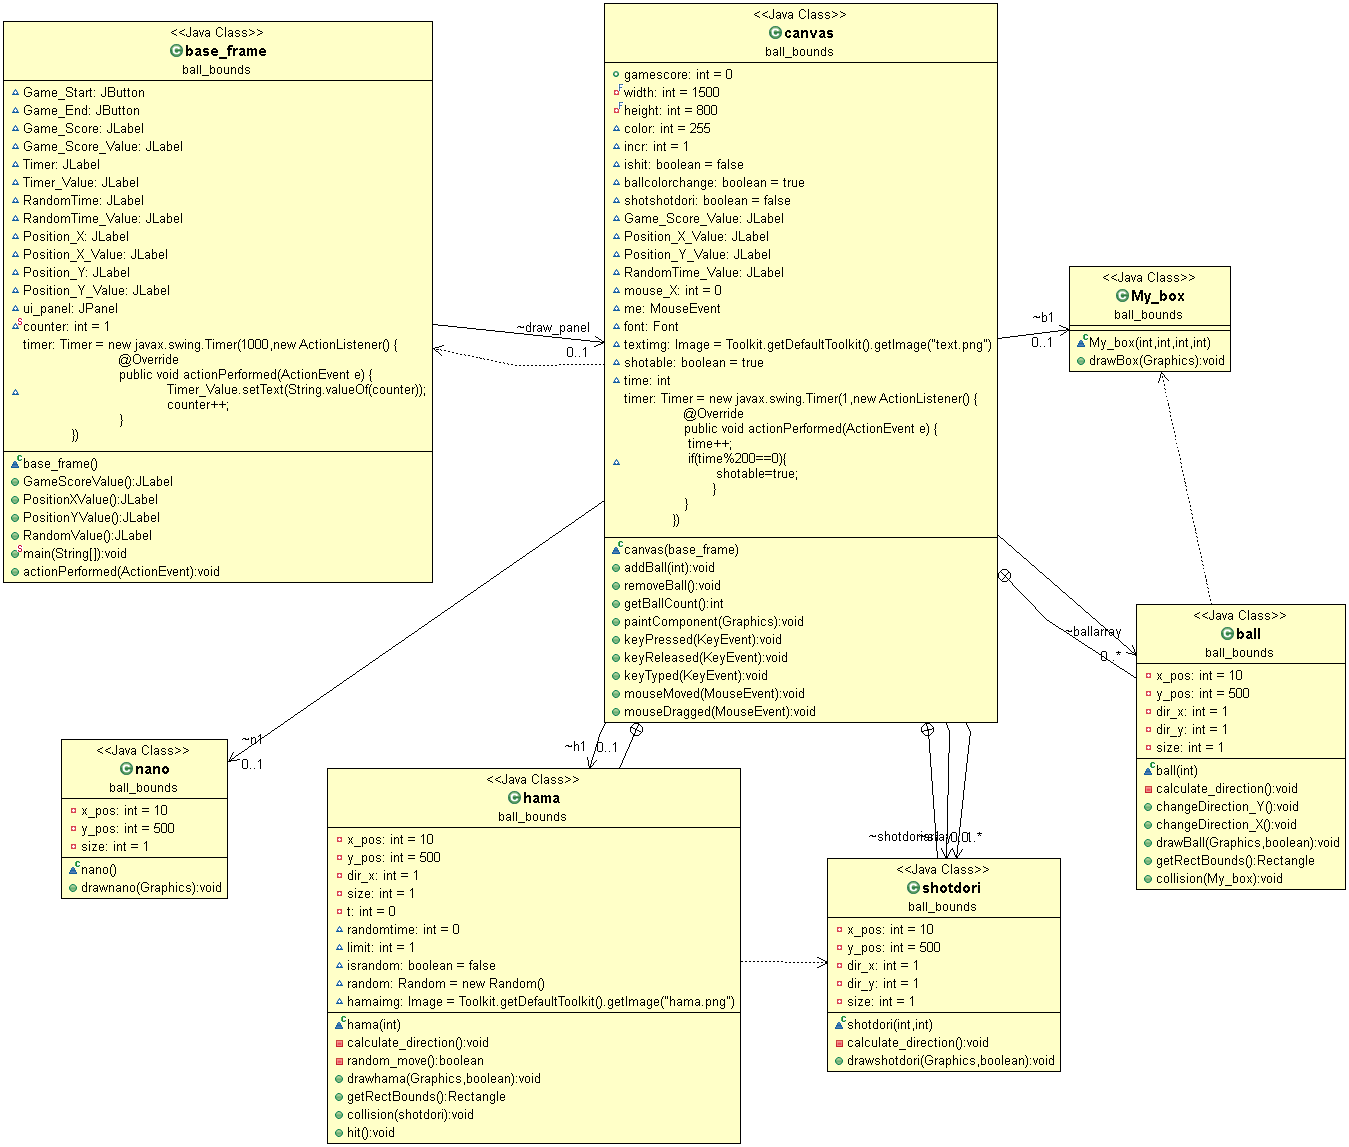 <<Java Class>>
base_frame
ball_bounds
Game_Start: JButton
Game_End: JButton
Game_Score: JLabel
Game_Score_Value: JLabel
Timer: JLabel
Timer_Value: JLabel
RandomTime: JLabel
RandomTime_Value: JLabel
Position_X: JLabel
Position_X_Value: JLabel
Position_Y: JLabel
Position_Y_Value: JLabel
ui_panel: JPanel
counter: int = 1
timer: Timer = new javax.swing.Timer(1000,new ActionListener() {
@Override
public void actionPerformed(ActionEvent e) {
Timer_Value.setText(String.valueOf(counter));
counter++;
}
})
base_frame()
GameScoreValue():JLabel
PositionXValue():JLabel
PositionYValue():JLabel
RandomValue():JLabel
main(String[]):void
actionPerformed(ActionEvent):void
~draw_panel
0..1
<<Java Class>>
canvas
ball_bounds
gamescore: int = 0
width: int = 1500
height: int = 800
color: int = 255
incr: int = 1
ishit: boolean = false
ballcolorchange: boolean = true
shotshotdori: boolean = false
Game_Score_Value: JLabel
Position_X_Value: JLabel
Position_Y_Value: JLabel
RandomTime_Value: JLabel
mouse_X: int = 0
me: MouseEvent
font: Font
textimg: Image = Toolkit.getDefaultToolkit().getImage("text.png")
shotable: boolean = true
time: int
timer: Timer = new javax.swing.Timer(1,new ActionListener() {
@Override
public void actionPerformed(ActionEvent e) {
time++;
if(time%200==0){
shotable=true;
}
}
})
canvas(base_frame)
addBall(int):void
removeBall():void
getBallCount():int
paintComponent(Graphics):void
keyPressed(KeyEvent):void
keyReleased(KeyEvent):void
keyTyped(KeyEvent):void
mouseMoved(MouseEvent):void
mouseDragged(MouseEvent):void
~b1
0..1
<<Java Class>>
My_box
ball_bounds
My_box(int,int,int,int)
drawBox(Graphics):void
~ballarray
0..*
<<Java Class>>
ball
ball_bounds
x_pos: int = 10
y_pos: int = 500
dir_x: int = 1
dir_y: int = 1
size: int = 1
ball(int)
calculate_direction():void
changeDirection_Y():void
changeDirection_X():void
drawBall(Graphics,boolean):void
getRectBounds():Rectangle
collision(My_box):void
~n1
0..1
<<Java Class>>
nano
ball_bounds
x_pos: int = 10
y_pos: int = 500
size: int = 1
nano()
drawnano(Graphics):void
~h1
0..1
<<Java Class>>
hama
ball_bounds
x_pos: int = 10
y_pos: int = 500
dir_x: int = 1
size: int = 1
t: int = 0
randomtime: int = 0
limit: int = 1
israndom: boolean = false
random: Random = new Random()
hamaimg: Image = Toolkit.getDefaultToolkit().getImage("hama.png")
hama(int)
calculate_direction():void
random_move():boolean
drawhama(Graphics,boolean):void
getRectBounds():Rectangle
collision(shotdori):void
hit():void
<<Java Class>>
shotdori
ball_bounds
x_pos: int = 10
y_pos: int = 500
dir_x: int = 1
dir_y: int = 1
size: int = 1
shotdori(int,int)
calculate_direction():void
drawshotdori(Graphics,boolean):void